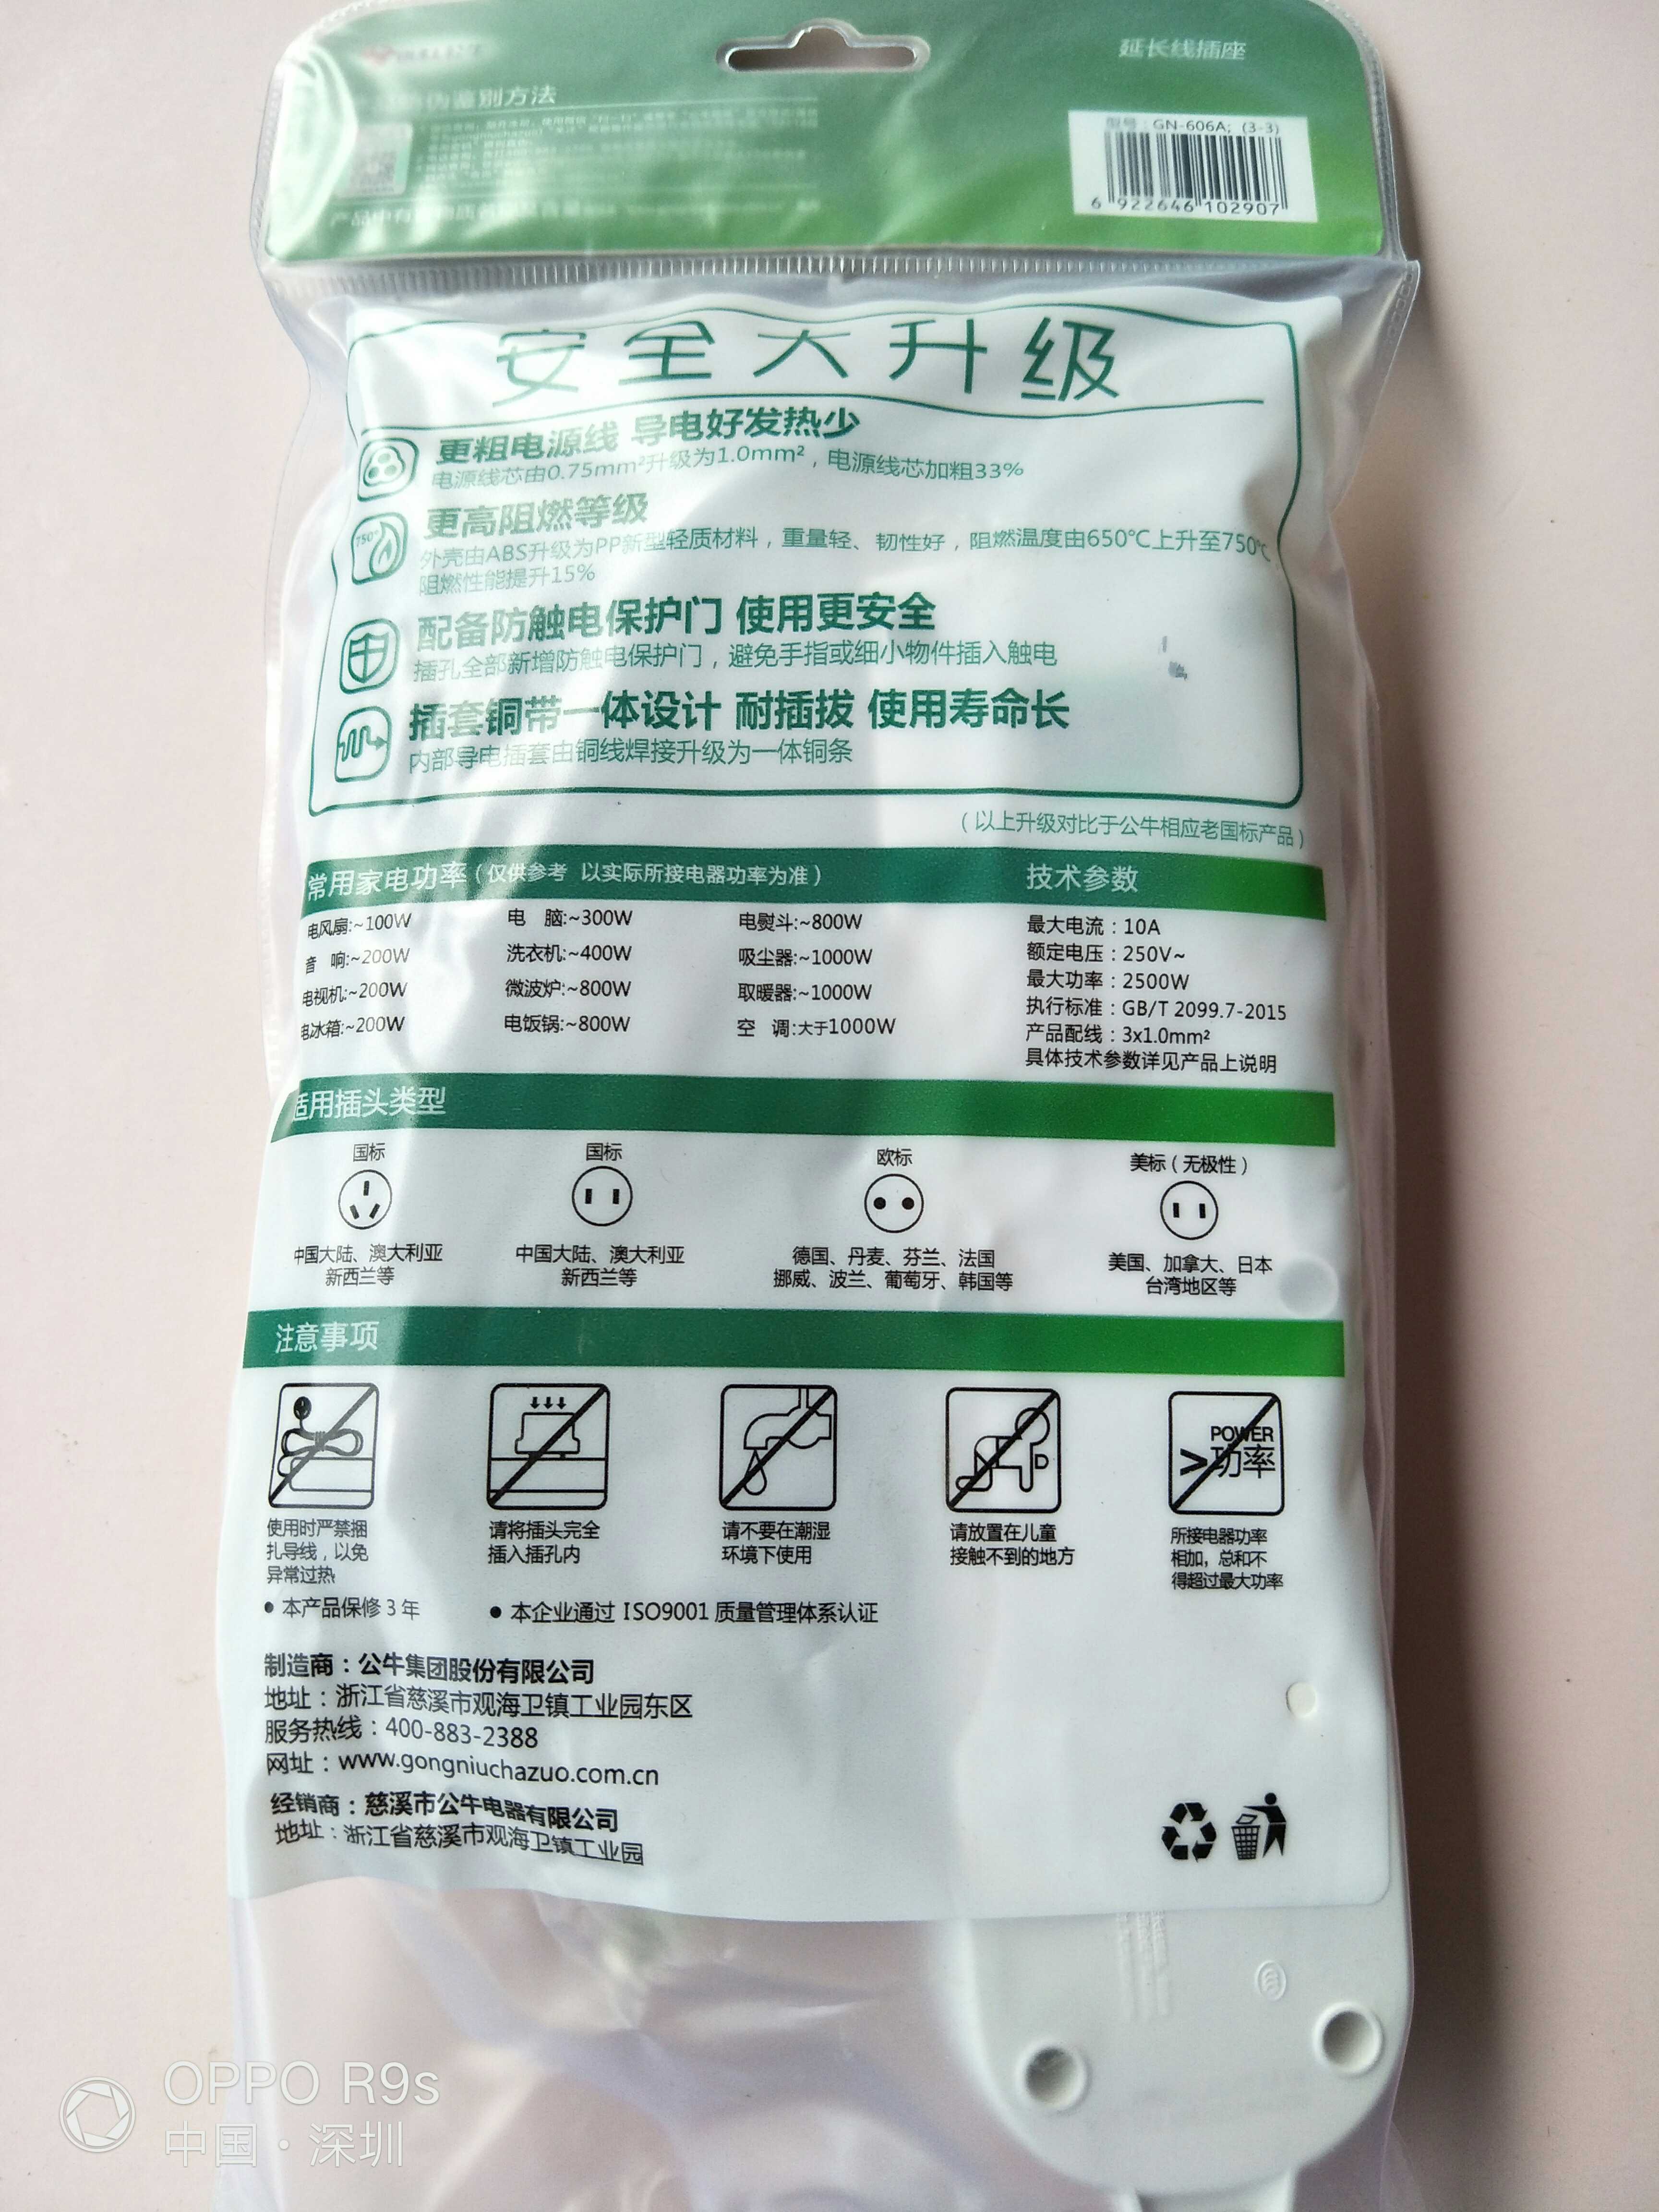 延长线插座
伪鉴别方法
型号：GN-606A；(3-3)
6 922646 102907
安全大升级
更粗电源线 导电好发热少
电源线芯由0.75mm²升级为1.0mm²，电源线芯加粗33%
更高阻燃等级
750°
外壳由ABS升级为PP新型轻质材料，重量轻、韧性好，阻燃温度由650℃上升至750℃
阻燃性能提升15%
配备防触电保护门 使用更安全
插孔全部新增防触电保护门，避免手指或细小物件插入触电
插套铜带一体设计 耐插拔 使用寿命长
内部导电插套由铜线焊接升级为一体铜条
（以上升级对比于公牛相应老国标产品）
常用家电功率（仅供参考 以实际所接电器功率为准）
电风扇:~100W 电 脑:~300W 电熨斗:~800W
音 响:~200W 洗衣机:~400W 吸尘器:~1000W
电视机:~200W 微波炉:~800W 取暖器:~1000W
电冰箱:~200W 电饭锅:~800W 空 调:大于1000W
技术参数
最大电流：10A
额定电压：250V~
最大功率：2500W
执行标准：GB/T 2099.7-2015
产品配线：3x1.0mm²
具体技术参数详见产品上说明
适用插头类型
国标 国标 欧标 美标（无极性）
中国大陆、澳大利亚
新西兰等
中国大陆、澳大利亚
新西兰等
德国、丹麦、芬兰、法国
挪威、波兰、葡萄牙、韩国等
美国、加拿大、日本
台湾地区等
注意事项
POWER
>功率
使用时严禁捆
扎导线，以免
异常过热
请将插头完全
插入插孔内
请不要在潮湿
环境下使用
请放置在儿童
接触不到的地方
所接电器功率
相加，总和不
得超过最大功率
● 本产品保修 3 年
● 本企业通过 ISO9001 质量管理体系认证
制造商：公牛集团股份有限公司
地址：浙江省慈溪市观海卫镇工业园东区
服务热线：400-883-2388
网址：www.gongniuchazuo.com.cn
经销商：慈溪市公牛电器有限公司
地址：浙江省慈溪市观海卫镇工业园
OPPO R9s
中国·深圳